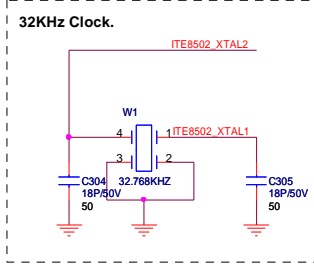 32KHz Clock.
ITE8502_XTAL2
W1
4
1
ITE8502_XTAL1
3
2
C304
18P/50V
50
32.768KHZ
C305
18P/50V
50